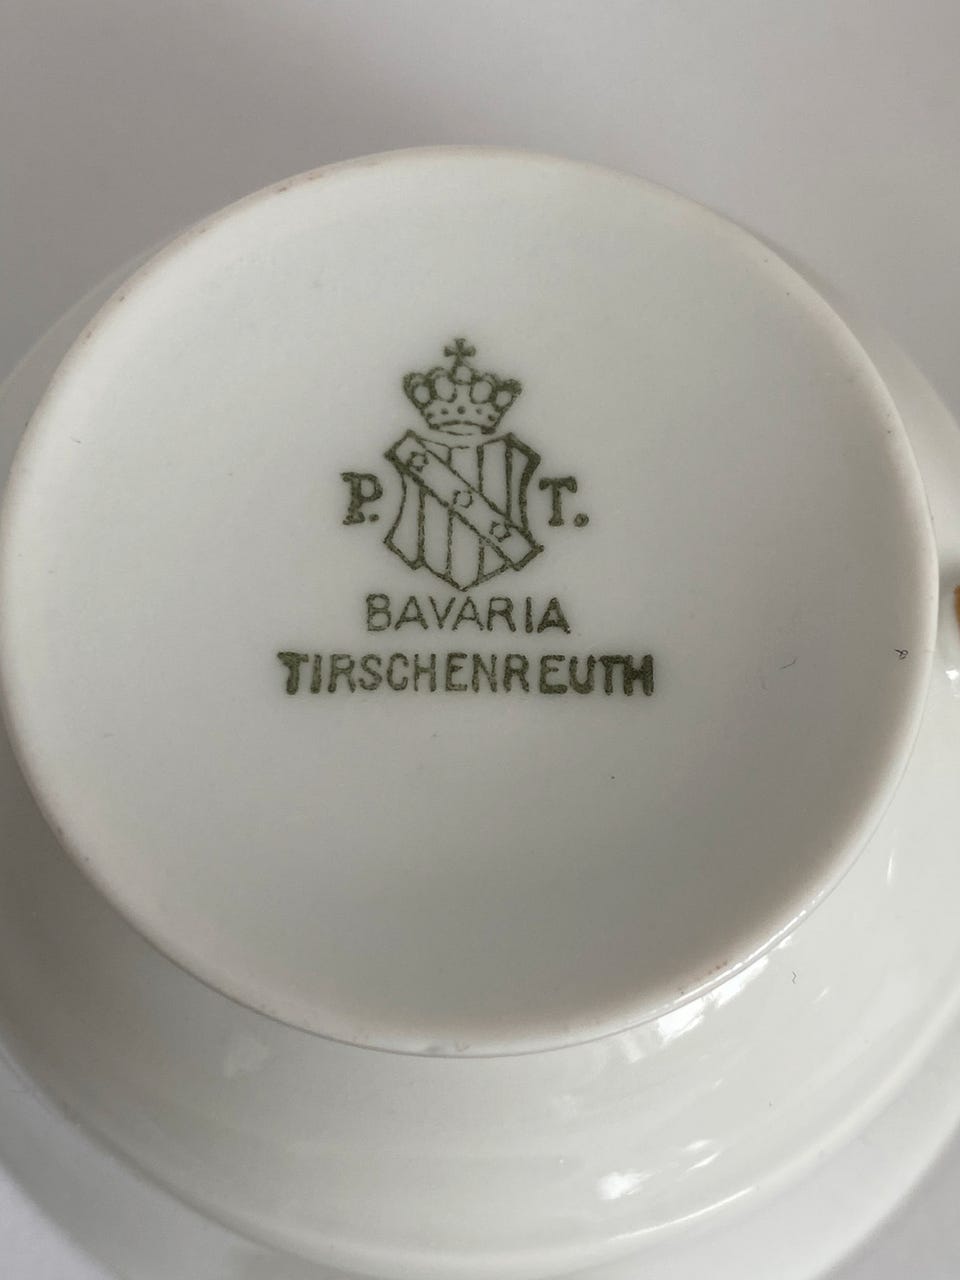 P. T.
BAVARIA
TIRSCHENREUTH